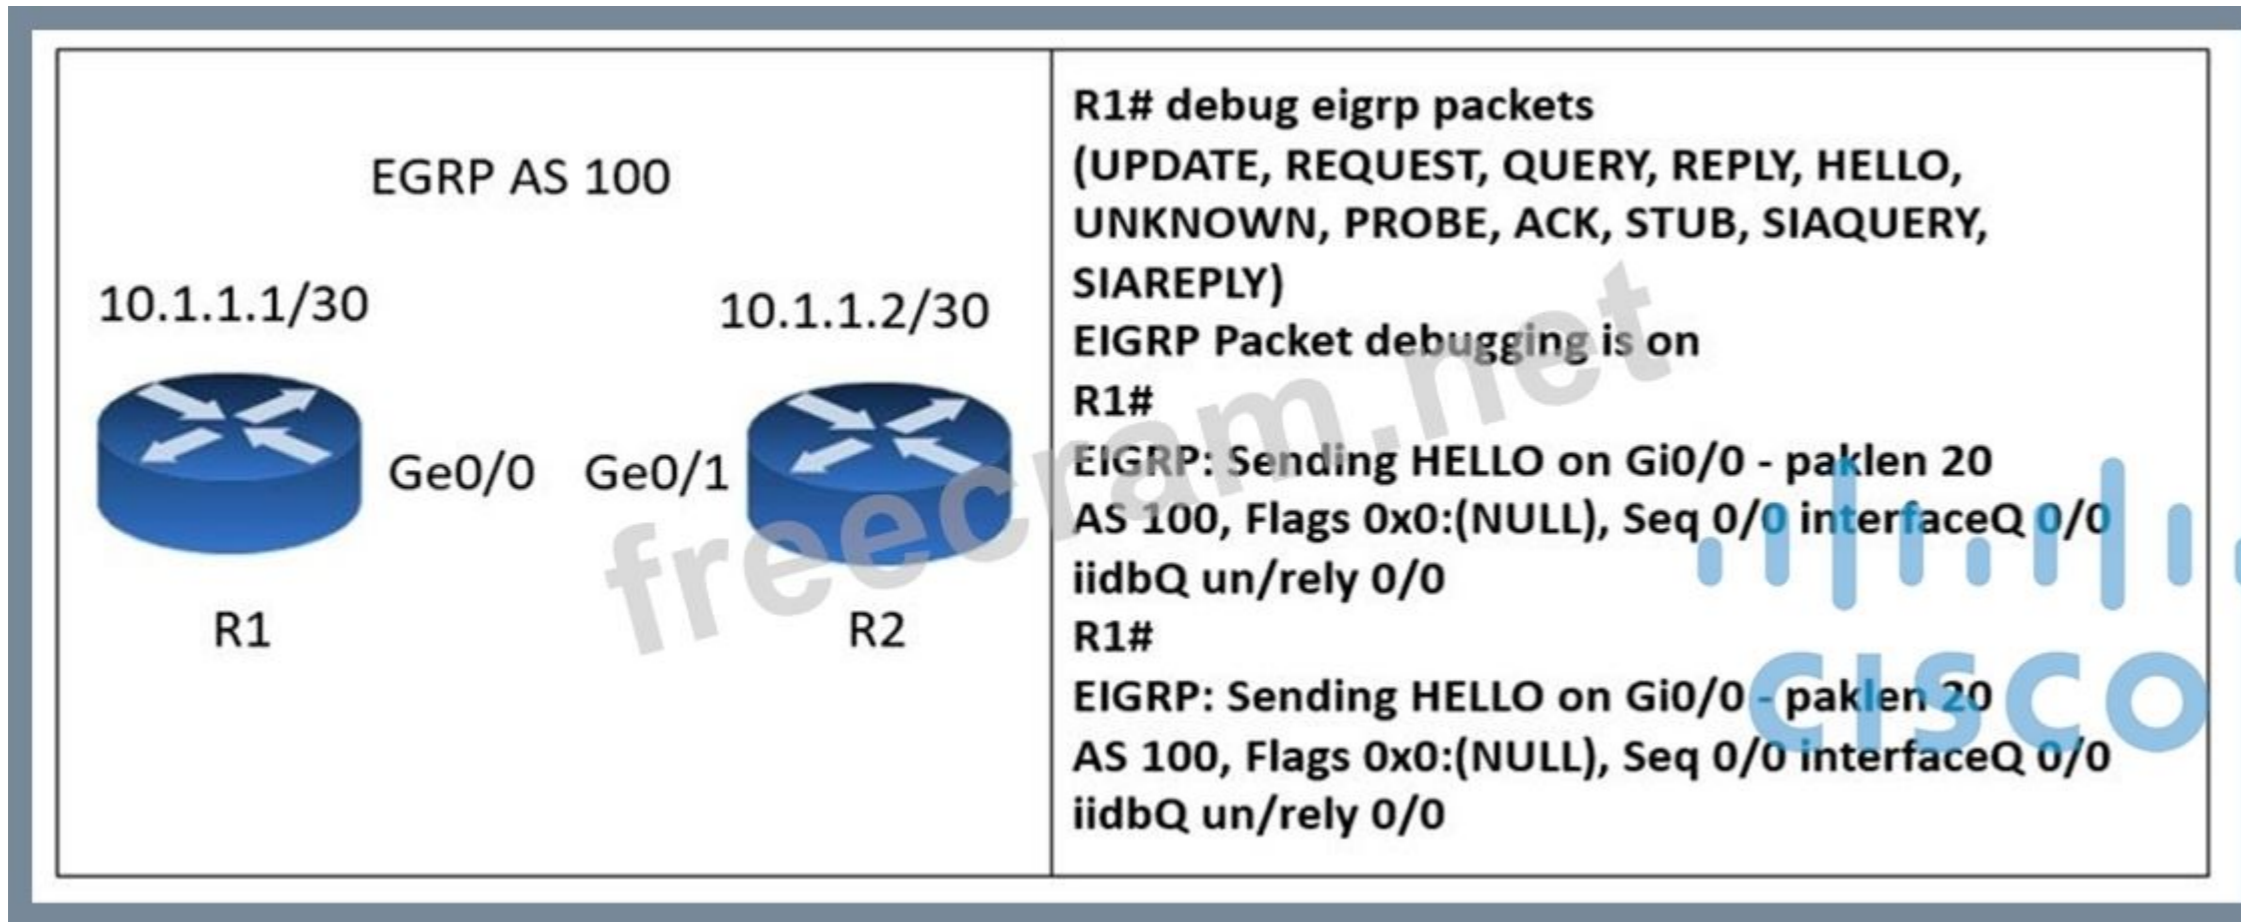 EGRP AS 100
10.1.1.1/30
10.1.1.2/30
Ge0/0
Ge0/1
R1
R2
R1# debug eigrp packets
(UPDATE, REQUEST, QUERY, REPLY, HELLO,
UNKNOWN, PROBE, ACK, STUB, SIAQUERY,
SIAREPLY)
EIGRP Packet debugging is on
R1#
EIGRP: Sending HELLO on Gi0/0 - paklen 20
AS 100, Flags 0x0:(NULL), Seq 0/0 interfaceQ 0/0
iidbQ un/rely 0/0
R1#
EIGRP: Sending HELLO on Gi0/0 - paklen 20
AS 100, Flags 0x0:(NULL), Seq 0/0 interfaceQ 0/0
iidbQ un/rely 0/0
freecram.net
CISCO